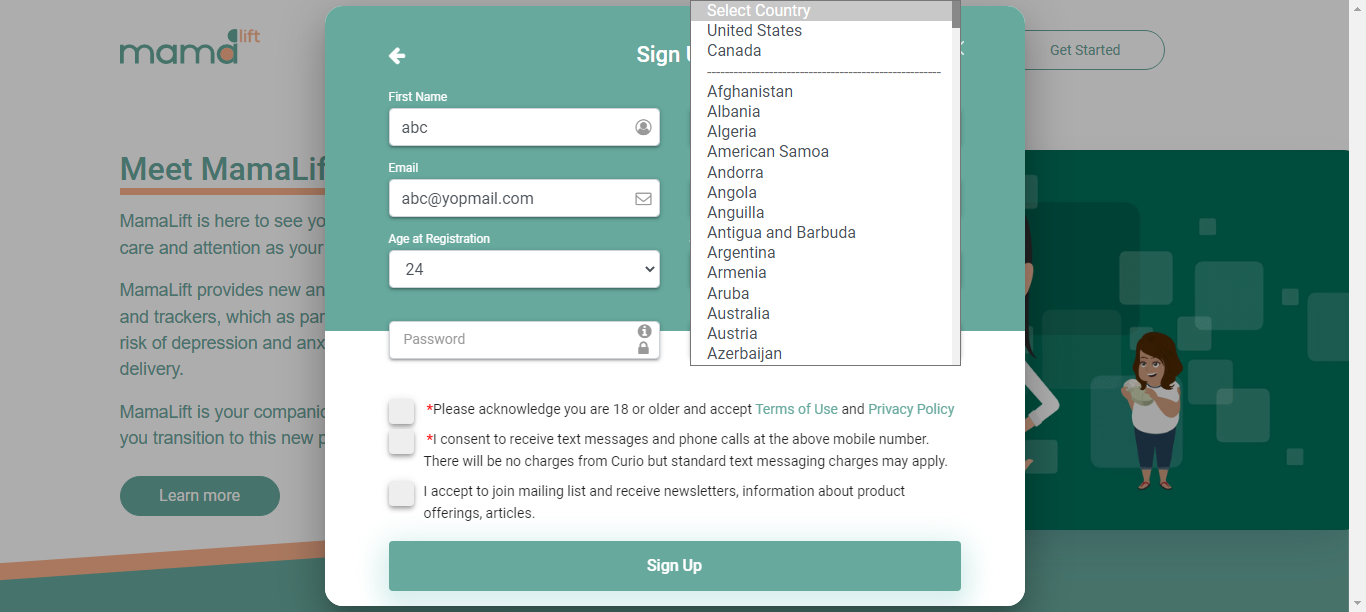 mama lift
Get Started
Sign U
First Name
abc
Email
abc@yopmail.com
Age at Registration
24
Password
Select Country
United States
Canada
----------------------------------------------------
Afghanistan
Albania
Algeria
American Samoa
Andorra
Angola
Anguilla
Antigua and Barbuda
Argentina
Armenia
Aruba
Australia
Austria
Azerbaijan
*Please acknowledge you are 18 or older and accept Terms of Use and Privacy Policy
*I consent to receive text messages and phone calls at the above mobile number.
There will be no charges from Curio but standard text messaging charges may apply.
I accept to join mailing list and receive newsletters, information about product
offerings, articles.
Sign Up
Meet MamaLif
MamaLift is here to see yo
care and attention as your
MamaLift provides new an
and trackers, which as par
risk of depression and anx
delivery.
MamaLift is your companio
you transition to this new p
Learn more